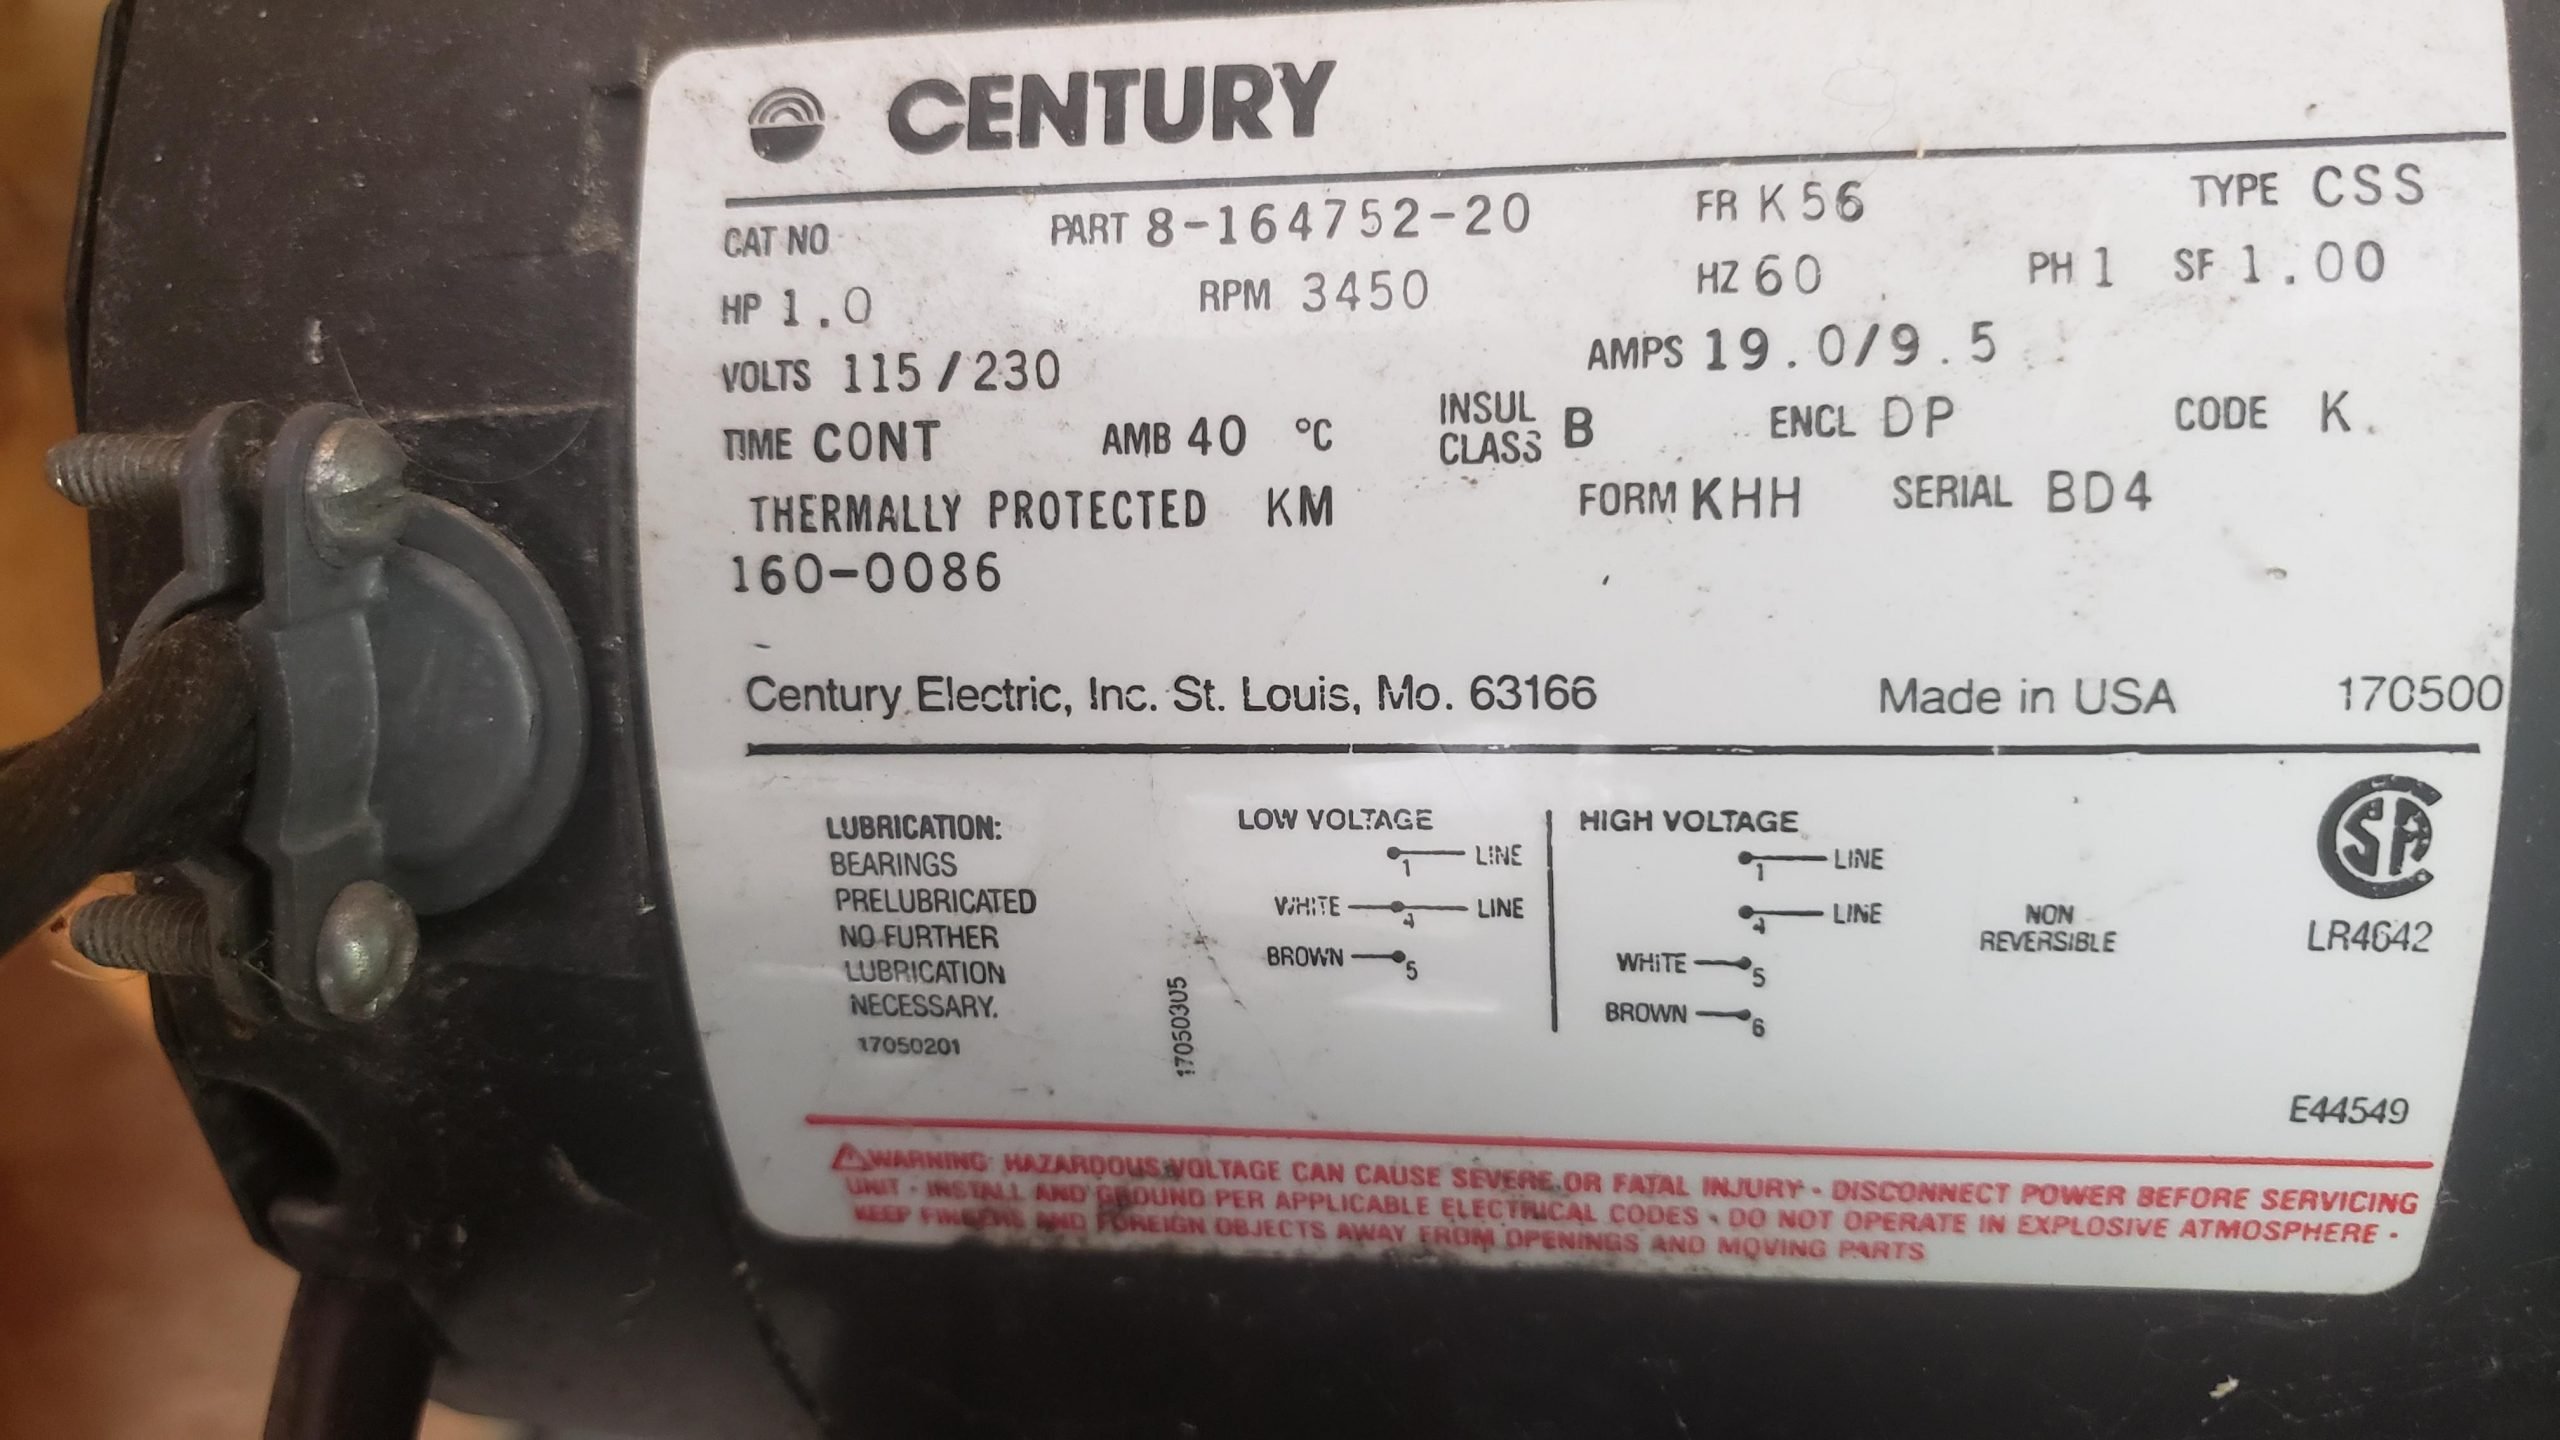 CENTURY
CAT NO PART 8-164752-20 FR K56 TYPE CSS
HP 1.0 RPM 3450 HZ 60 PH 1 SF 1.00
VOLTS 115/230 AMPS 19.0/9.5
TIME CONT AMB 40 °C INSUL CLASS B ENCL DP CODE K
THERMALLY PROTECTED KM FORM KHH SERIAL BD4
160-0086
Century Electric, Inc. St. Louis, Mo. 63166 Made in USA 170500
LUBRICATION:
BEARINGS
PRELUBRICATED
NO FURTHER
LUBRICATION
NECESSARY.
17050201
17050305
LOW VOLTAGE
1 LINE
WHITE 4 LINE
BROWN 5
HIGH VOLTAGE
1 LINE
4 LINE
WHITE 5
BROWN 6
NON
REVERSIBLE
SA
LR4642
E44549
WARNING HAZARDOUS VOLTAGE CAN CAUSE SEVERE OR FATAL INJURY - DISCONNECT POWER BEFORE SERVICING
UNIT - INSTALL AND GROUND PER APPLICABLE ELECTRICAL CODES - DO NOT OPERATE IN EXPLOSIVE ATMOSPHERE -
KEEP FINGERS AND FOREIGN OBJECTS AWAY FROM OPENINGS AND MOVING PARTS